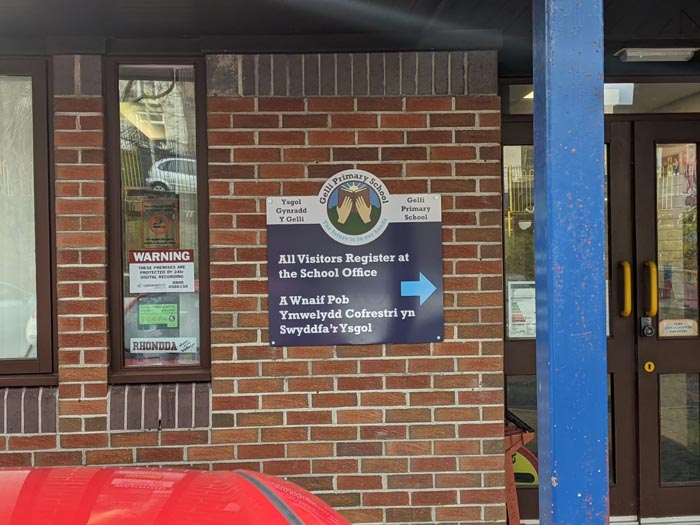 Ysgol
Gynradd
Y Gelli
Gelli Primary School
Gelli
Primary
School
All Visitors Register at
the School Office
A Wnaif Pob
Ymwelydd Cofrestri yn
Swyddfa'r Ysgol
WARNING
THESE PREMISES ARE
PROTECTED BY 24hr
DIGITAL RECORDING
RHONDDA